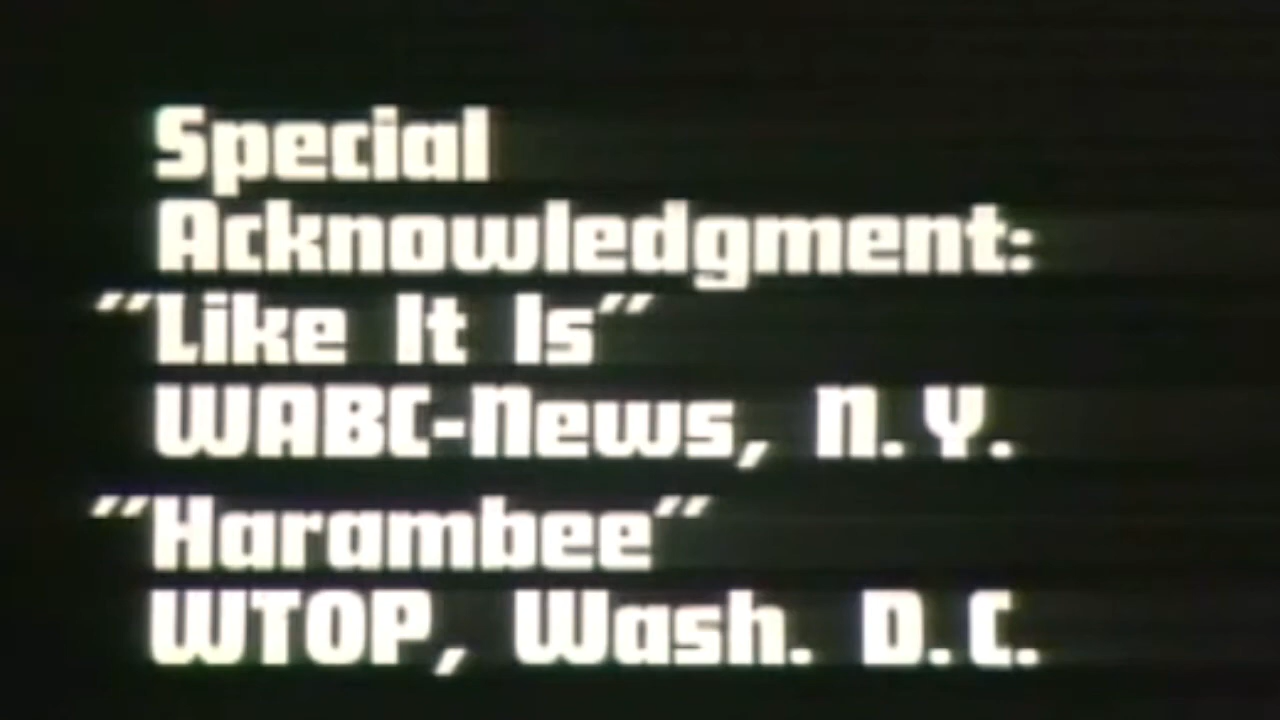 Special
Acknowledgment:
"Like It Is"
WABC-News, N.Y.
"Harambee"
WTOP, Wash. D.C.